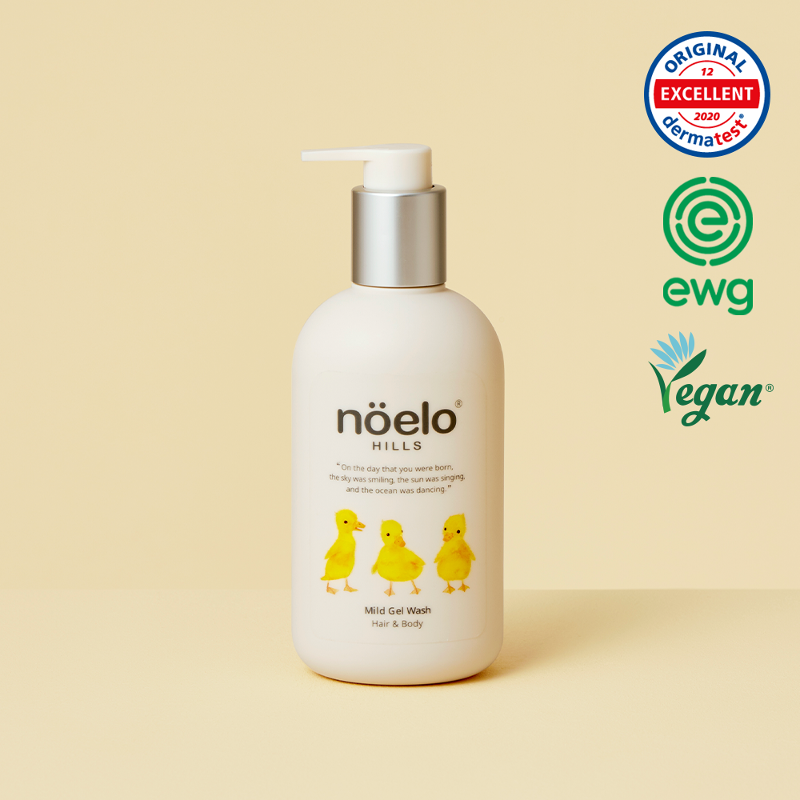 ORIGINAL
12
EXCELLENT
2020
dermatest®
ewg
Vegan®
nöelo®
HILLS
"On the day that you were born,
the sky was smiling, the sun was singing,
and the ocean was dancing."
Mild Gel Wash
Hair & Body